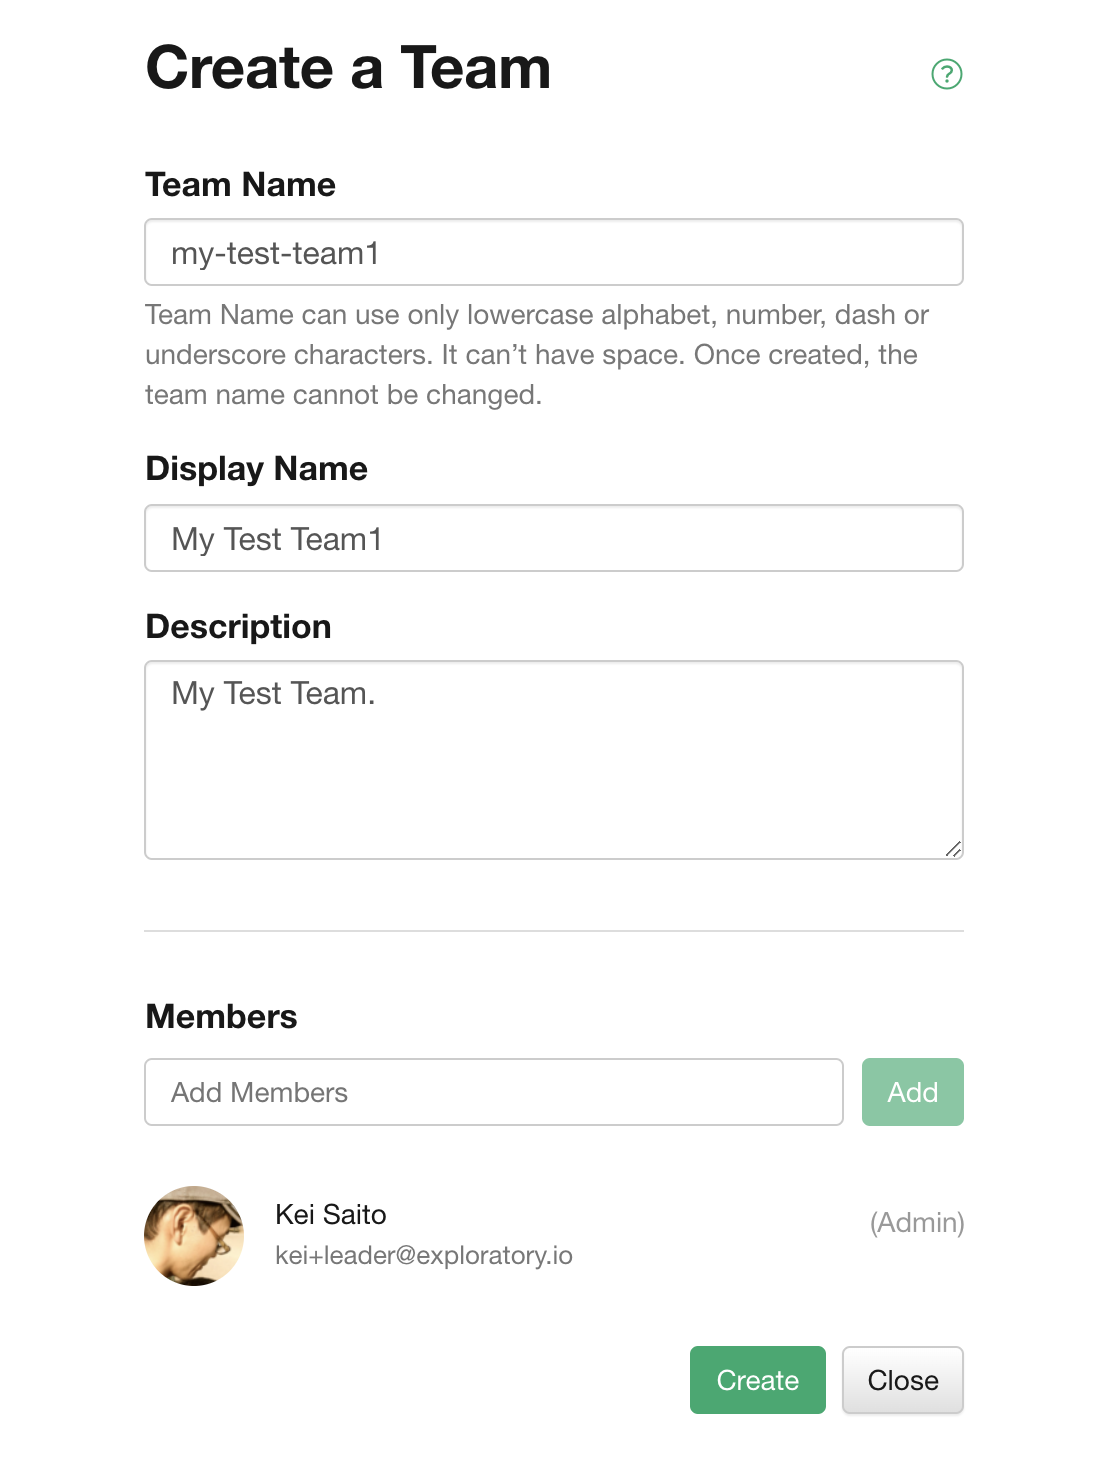 Create a Team
?
Team Name
my-test-team1
Team Name can use only lowercase alphabet, number, dash or
underscore characters. It can’t have space. Once created, the
team name cannot be changed.
Display Name
My Test Team1
Description
My Test Team.
Members
Add Members
Add
Kei Saito
(Admin)
kei+leader@exploratory.io
Create
Close